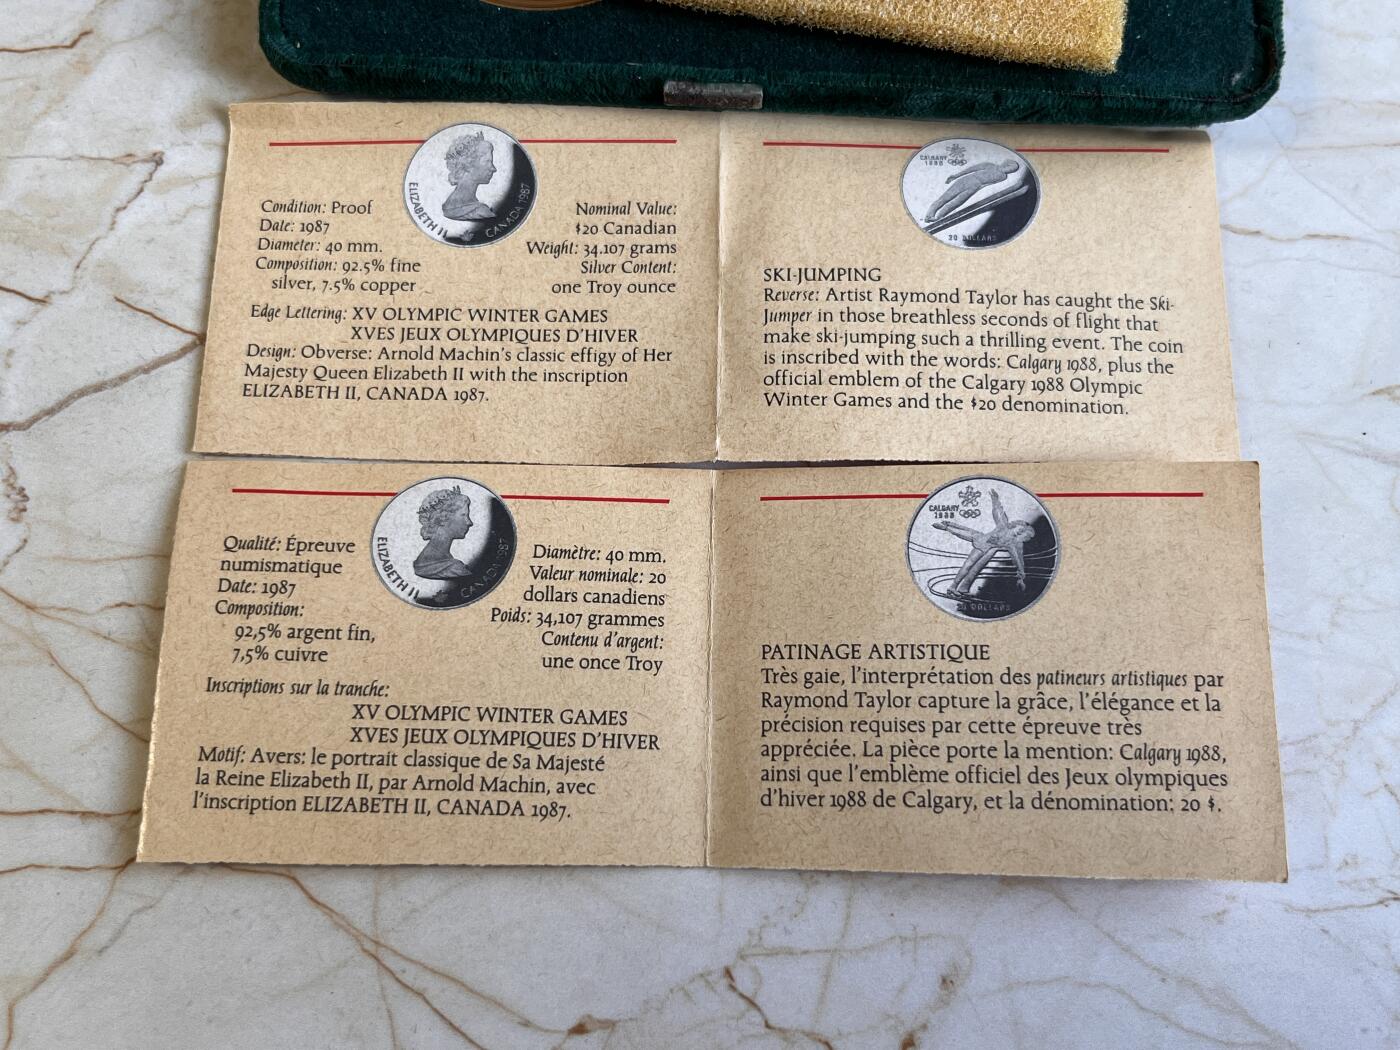 ELIZABETH II CANADA 1987
Condition: Proof
Date: 1987
Diameter: 40 mm.
Composition: 92.5% fine
silver, 7.5% copper
Nominal Value:
$20 Canadian
Weight: 34.107 grams
Silver Content:
one Troy ounce
Edge Lettering: XV OLYMPIC WINTER GAMES
XVES JEUX OLYMPIQUES D'HIVER
Design: Obverse: Arnold Machin's classic effigy of Her
Majesty Queen Elizabeth II with the inscription
ELIZABETH II, CANADA 1987.
CALGARY
1988
20 DOLLARS
SKI-JUMPING
Reverse: Artist Raymond Taylor has caught the Ski-
Jumper in those breathless seconds of flight that
make ski-jumping such a thrilling event. The coin
is inscribed with the words: Calgary 1988, plus the
official emblem of the Calgary 1988 Olympic
Winter Games and the $20 denomination.
ELIZABETH II CANADA 1987
Qualité: Épreuve
numismatique
Date: 1987
Composition:
92,5% argent fin,
7,5% cuivre
Diamètre: 40 mm.
Valeur nominale: 20
dollars canadiens
Poids: 34,107 grammes
Contenu d'argent:
une once Troy
Inscriptions sur la tranche:
XV OLYMPIC WINTER GAMES
XVES JEUX OLYMPIQUES D'HIVER
Motif: Avers: le portrait classique de Sa Majesté
la Reine Elizabeth II, par Arnold Machin, avec
l'inscription ELIZABETH II, CANADA 1987.
CALGARY
1988
20 DOLLARS
PATINAGE ARTISTIQUE
Très gaie, l'interprétation des patineurs artistiques par
Raymond Taylor capture la grâce, l'élégance et la
précision requises par cette épreuve très
appréciée. La pièce porte la mention: Calgary 1988,
ainsi que l'emblème officiel des Jeux olympiques
d'hiver 1988 de Calgary, et la dénomination: 20 $.